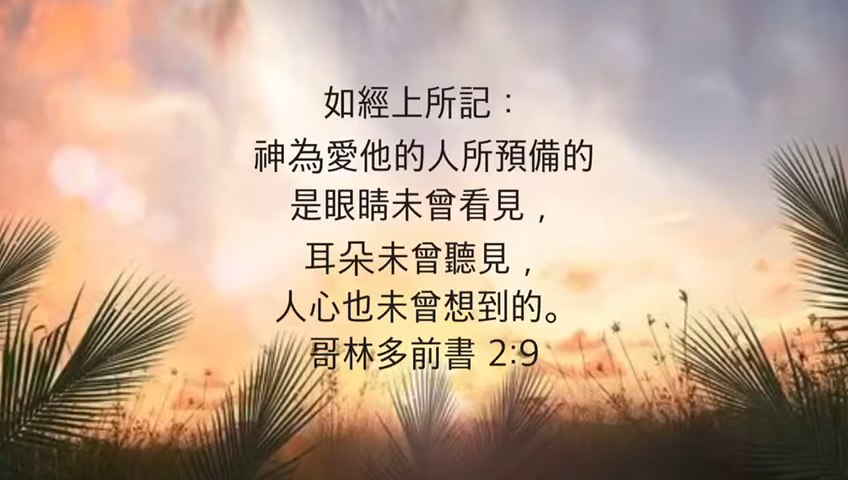 如經上所記：
神為愛他的人所預備的
是眼睛未曾看見，
耳朵未曾聽見，
人心也未曾想到的。
哥林多前書 2:9